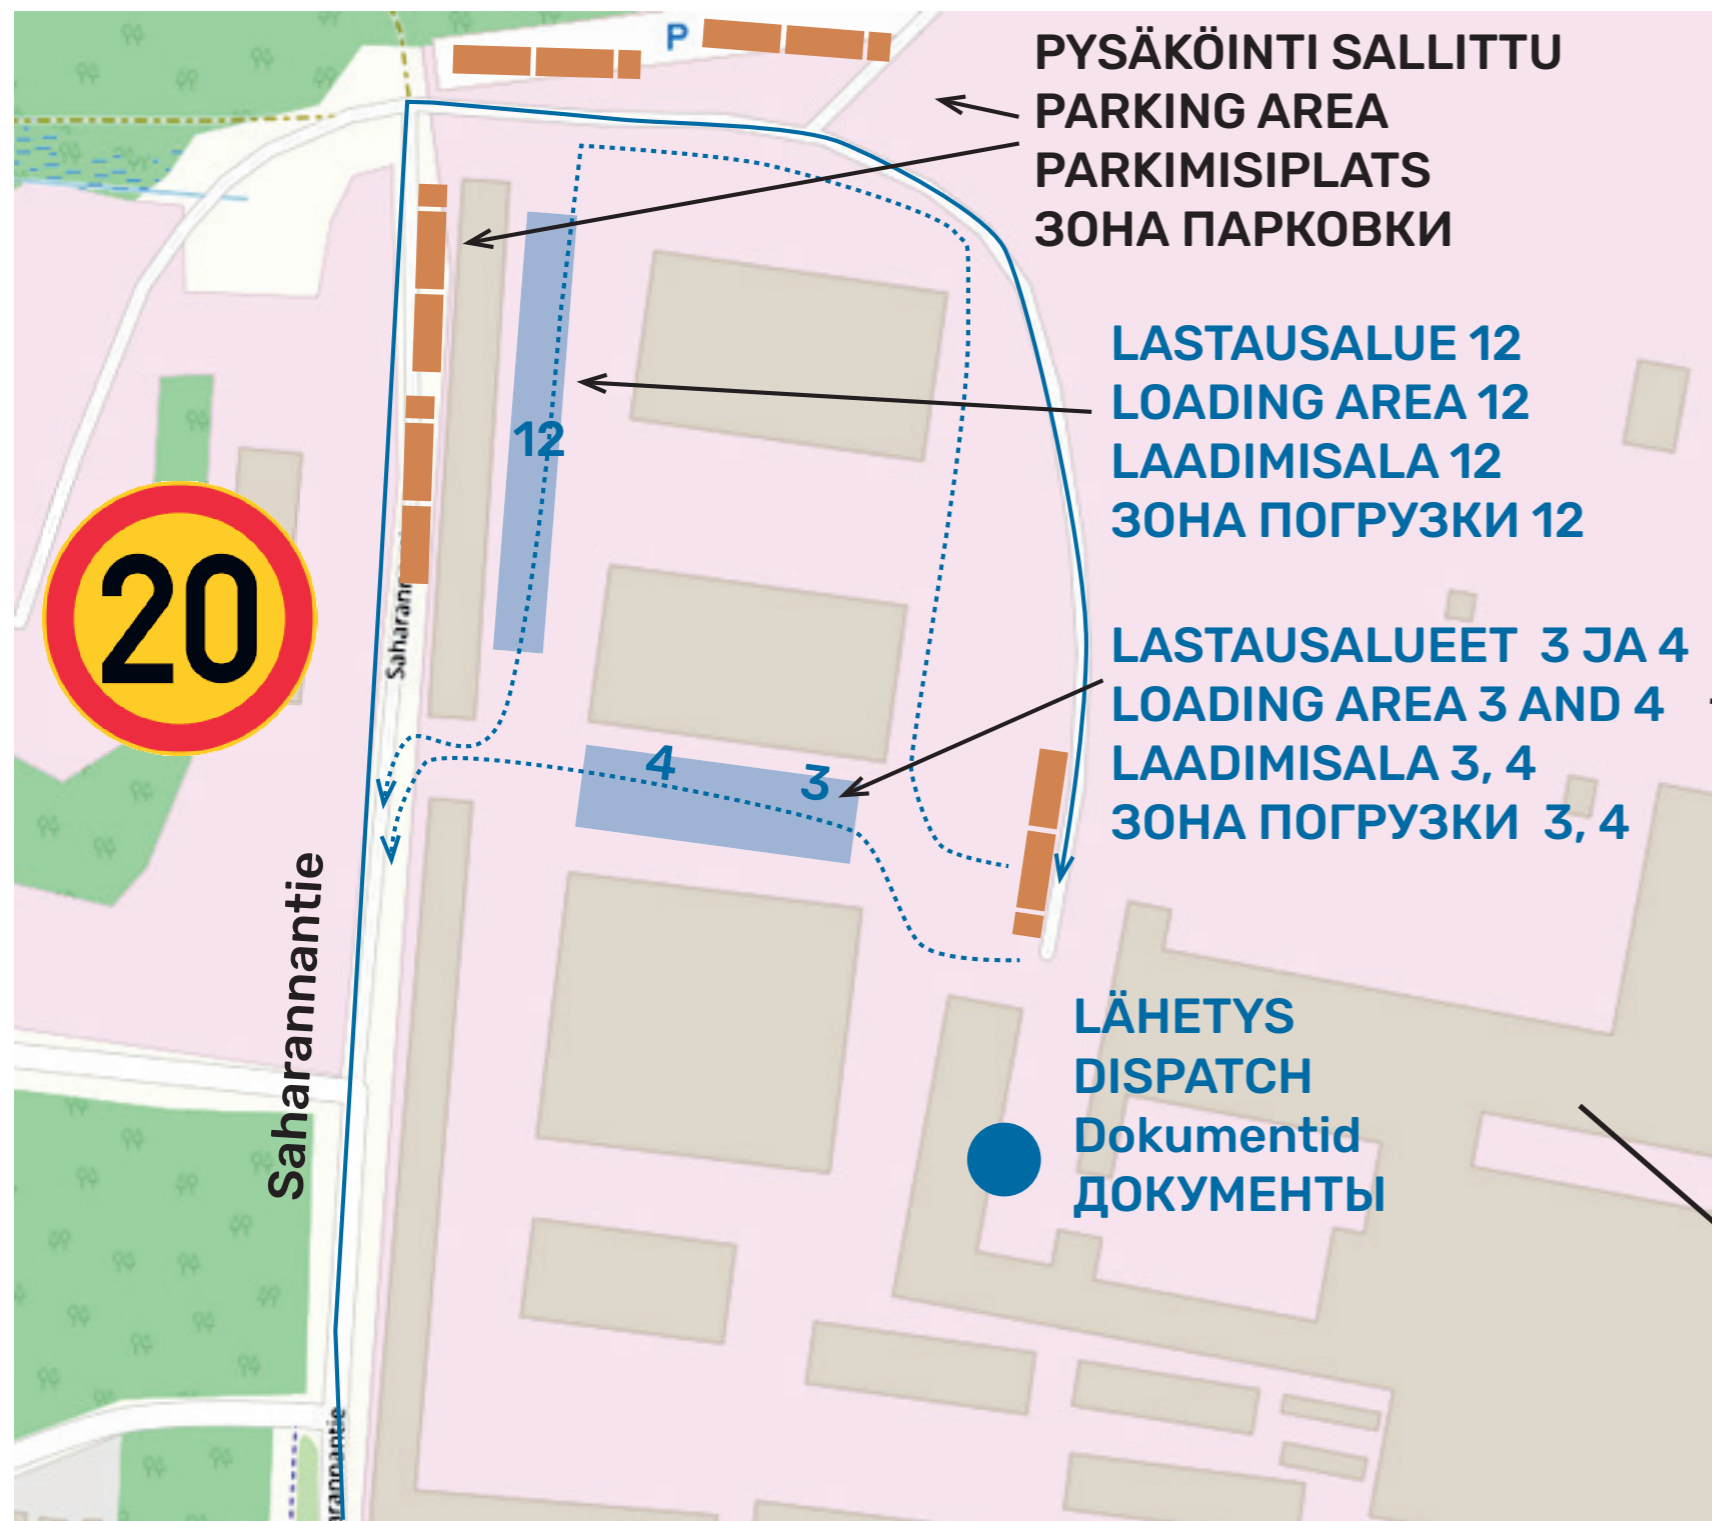 P
PYSÄKÖINTI SALLITTU
PARKING AREA
PARKIMISIPLATS
ЗОНА ПАРКОВКИ
LASTAUSALUE 12
LOADING AREA 12
LAADIMISALA 12
ЗОНА ПОГРУЗКИ 12
12
20
Saharann
LASTAUSALUEET 3 JA 4
LOADING AREA 3 AND 4
LAADIMISALA 3, 4
ЗОНА ПОГРУЗКИ 3, 4
4
3
Saharannantie
LÄHETYS
DISPATCH
Dokumentid
ДОКУМЕНТЫ
arannantie